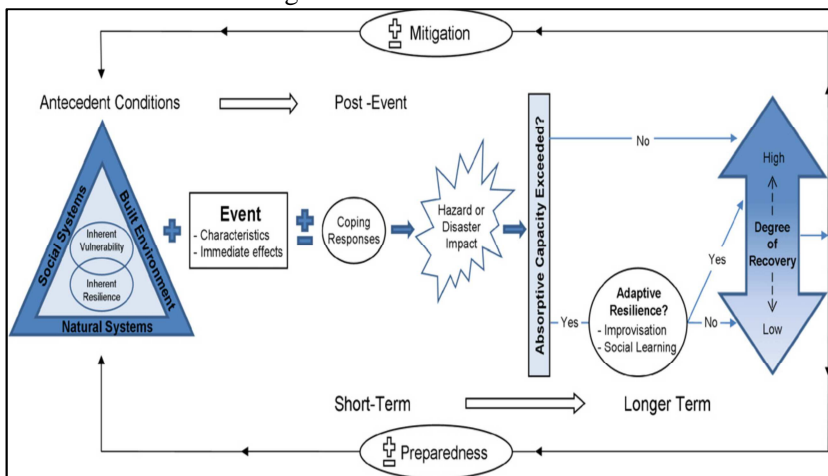 ±
Mitigation
Antecedent Conditions
Post -Event
Social Systems
Built Environment
Natural Systems
Inherent
Vulnerability
Inherent
Resilience
+
Event
- Characteristics
- Immediate effects
±
Coping
Responses
Hazard or
Disaster
Impact
Absorptive Capacity Exceeded?
No
Yes
Adaptive
Resilience?
- Improvisation
- Social Learning
Yes
No
High
Degree of
Recovery
Low
Short-Term
Longer Term
±
Preparedness